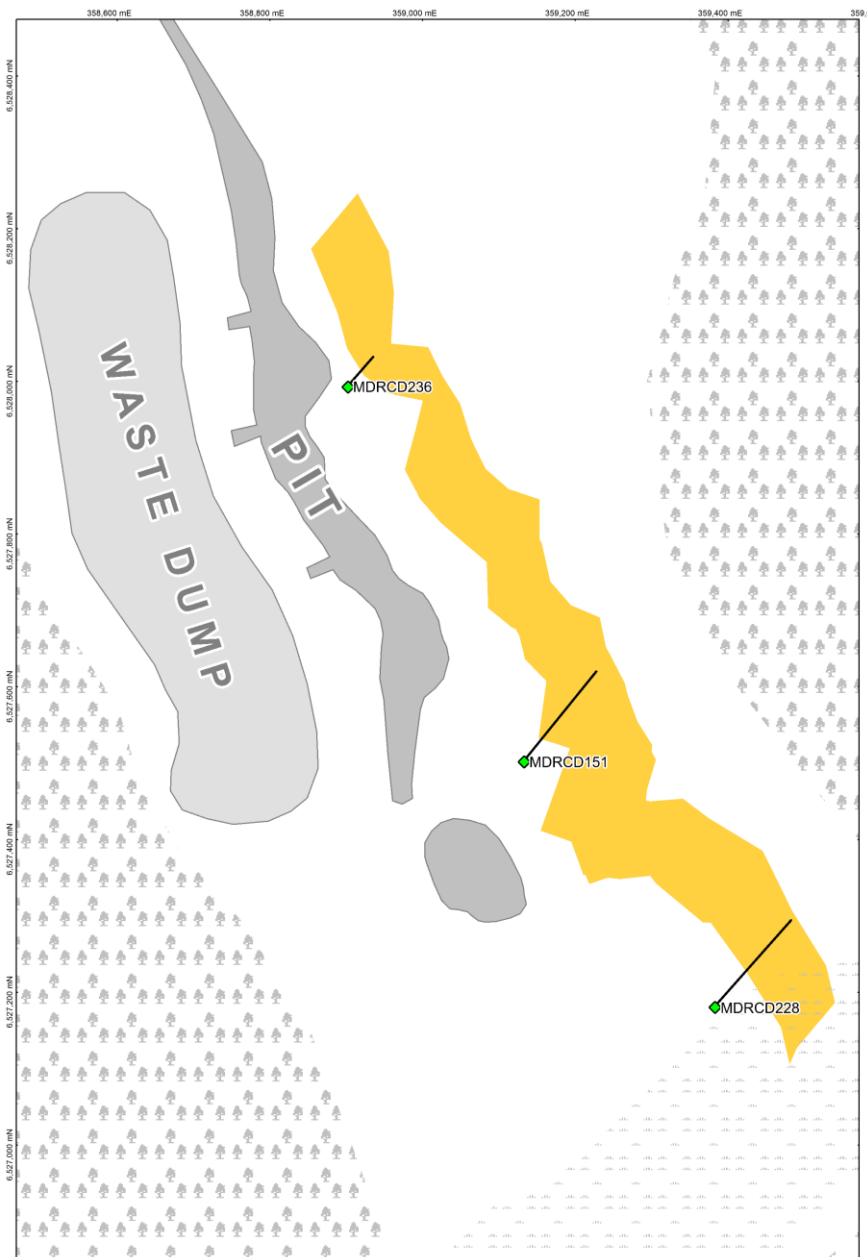 358,600 mE
358,800 mE
359,000 mE
359,200 mE
359,400 mE
6,528,400 mN
6,528,200 mN
6,528,000 mN
6,527,800 mN
6,527,600 mN
6,527,400 mN
6,527,200 mN
6,527,000 mN
WASTE DUMP
PIT
MDRCD236
MDRCD151
MDRCD228